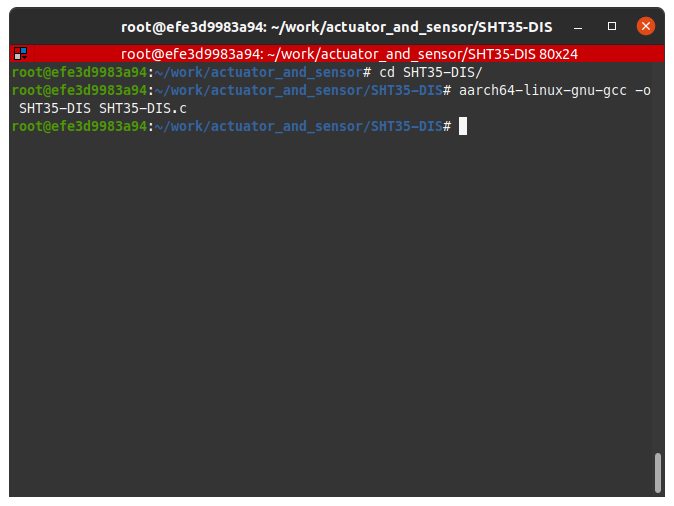 root@efe3d9983a94: ~/work/actuator_and_sensor/SHT35-DIS
root@efe3d9983a94: ~/work/actuator_and_sensor/SHT35-DIS 80x24
root@efe3d9983a94:~/work/actuator_and_sensor# cd SHT35-DIS/
root@efe3d9983a94:~/work/actuator_and_sensor/SHT35-DIS# aarch64-linux-gnu-gcc -o
SHT35-DIS SHT35-DIS.c
root@efe3d9983a94:~/work/actuator_and_sensor/SHT35-DIS#